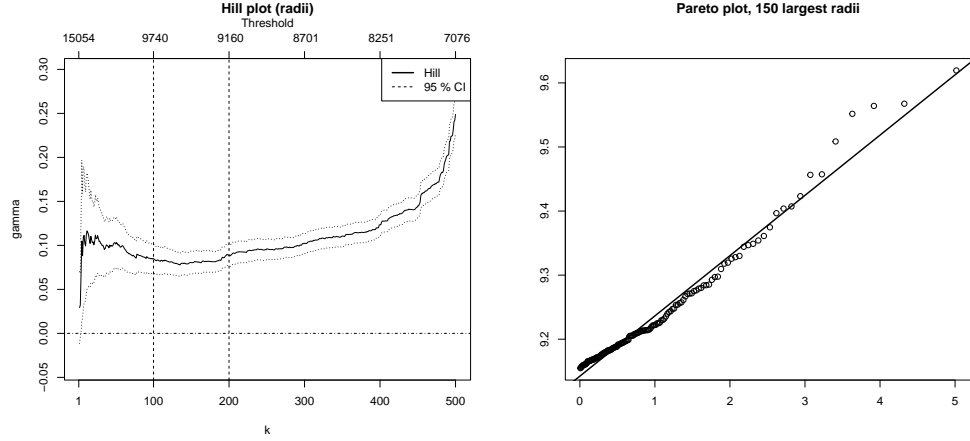 Hill plot (radii)
Threshold
15054 9740 9160 8701 8251 7076
0.30
0.25
0.20
0.15
0.10
0.05
0.00
−0.05
gamma
Hill
95 % CI
1 100 200 300 400 500
k
Pareto plot, 150 largest radii
9.6
9.5
9.4
9.3
9.2
0 1 2 3 4 5